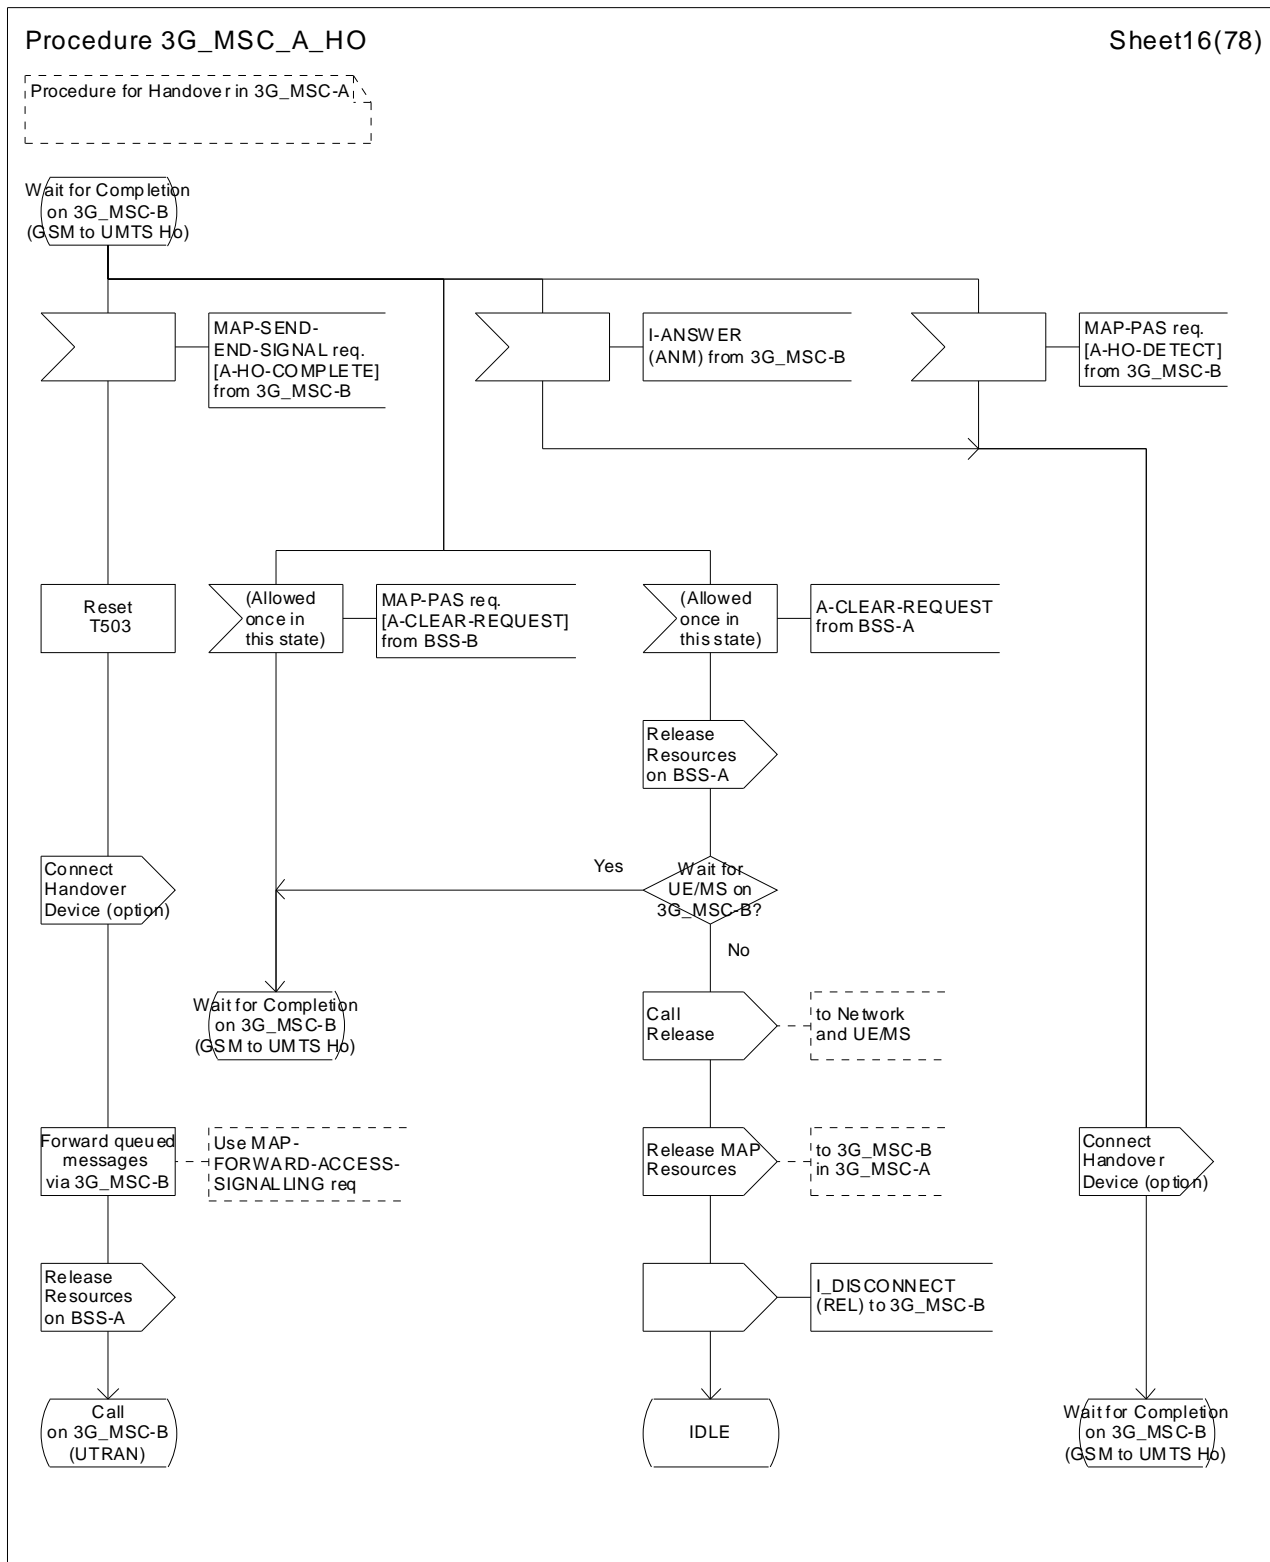 Procedure 3G_MSC_A_HO
Sheet16(78)
Procedure for Handover in 3G_MSC-A
Wait for Completion
on 3G_MSC-B
(GSM to UMTS Ho)
MAP-SEND-
END-SIGNAL req.
[A-HO-COMPLETE]
from 3G_MSC-B
I-ANSWER
(ANM) from 3G_MSC-B
MAP-PAS req.
[A-HO-DETECT]
from 3G_MSC-B
Reset
T503
(Allowed
once in
this state)
MAP-PAS req.
[A-CLEAR-REQUEST]
from BSS-B
(Allowed
once in
this state)
A-CLEAR-REQUEST
from BSS-A
Release
Resources
on BSS-A
Connect
Handover
Device (option)
Yes
Wait for
UE/MS on
3G_MSC-B?
No
Wait for Completion
on 3G_MSC-B
(GSM to UMTS Ho)
Call
Release
to Network
and UE/MS
Forward queued
messages
via 3G_MSC-B
Use MAP-
FORWARD-ACCESS-
SIGNALLING req
Release MAP
Resources
to 3G_MSC-B
in 3G_MSC-A
Connect
Handover
Device (option)
Release
Resources
on BSS-A
I_DISCONNECT
(REL) to 3G_MSC-B
Call
on 3G_MSC-B
(UTRAN)
IDLE
Wait for Completion
on 3G_MSC-B
(GSM to UMTS Ho)